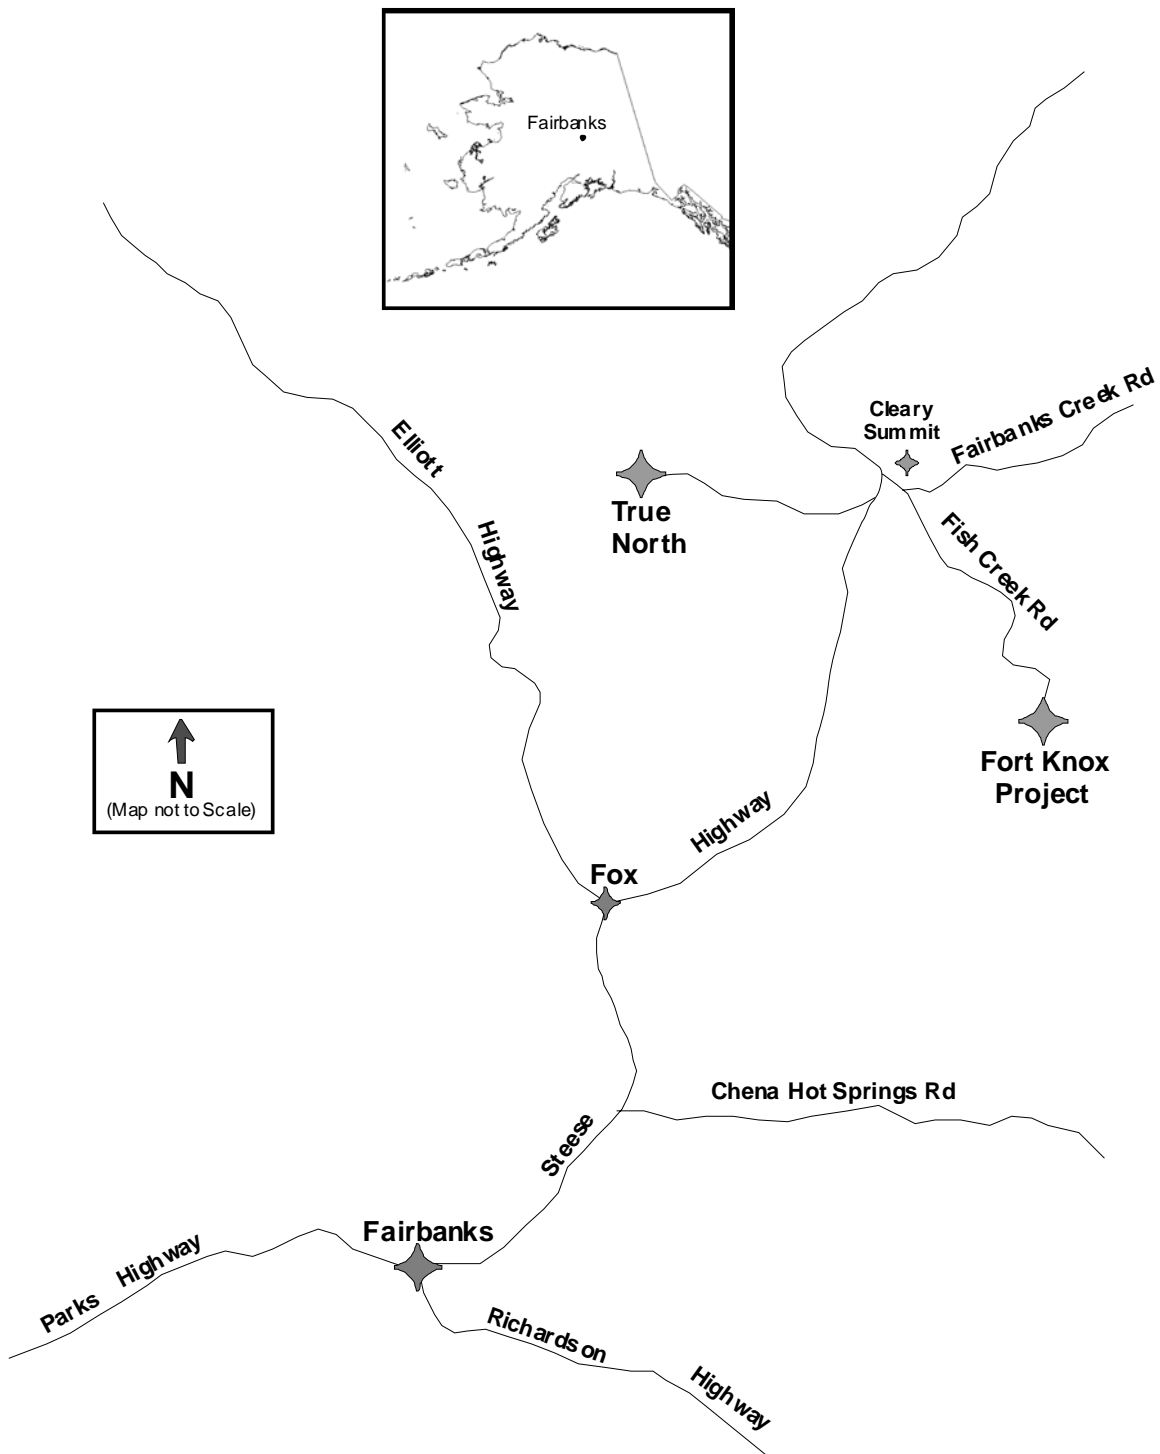 Fairbanks
Cleary
Summit
Fairbanks Creek Rd
Elliott
Highway
True
North
Fish Creek Rd
N
(Map not to Scale)
Fort Knox
Project
Highway
Fox
Chena Hot Springs Rd
Steese
Fairbanks
Parks Highway
Richardson
Highway